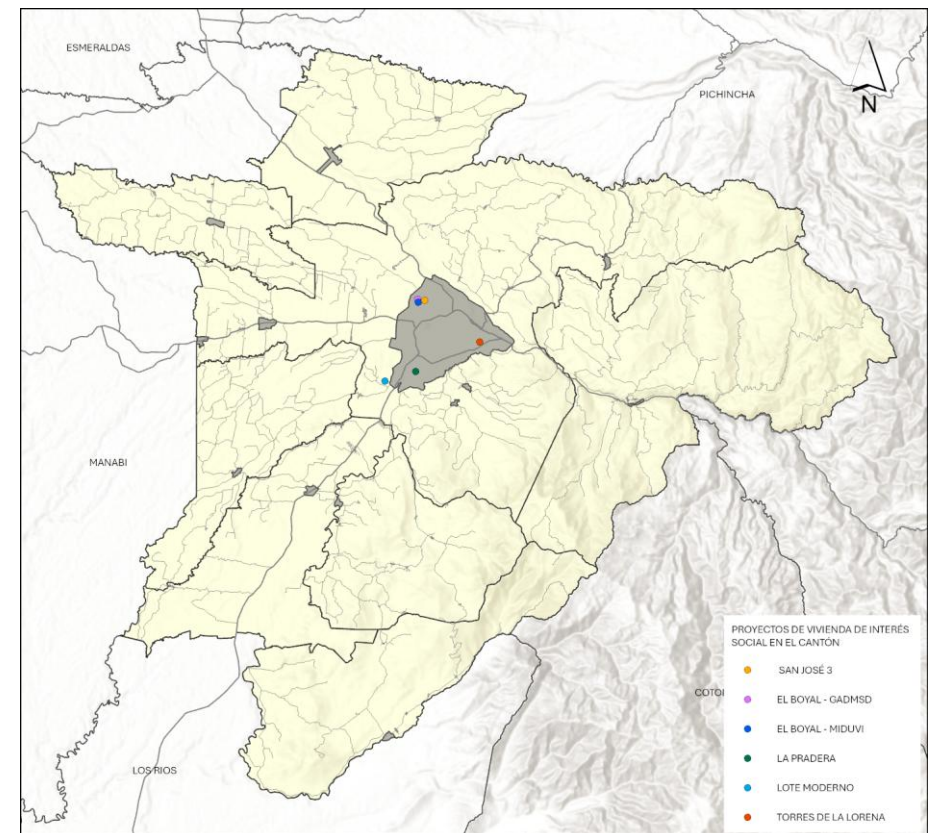 ESMERALDAS
PICHINCHA
N
MANABI
LOS RIOS
PROYECTOS DE VIVIENDA DE INTERÉS
SOCIAL EN EL CANTÓN
SAN JOSÉ 3
EL BOYAL - GADMSD
EL BOYAL - MIDUVI
LA PRADERA
LOTE MODERNO
TORRES DE LA LORENA